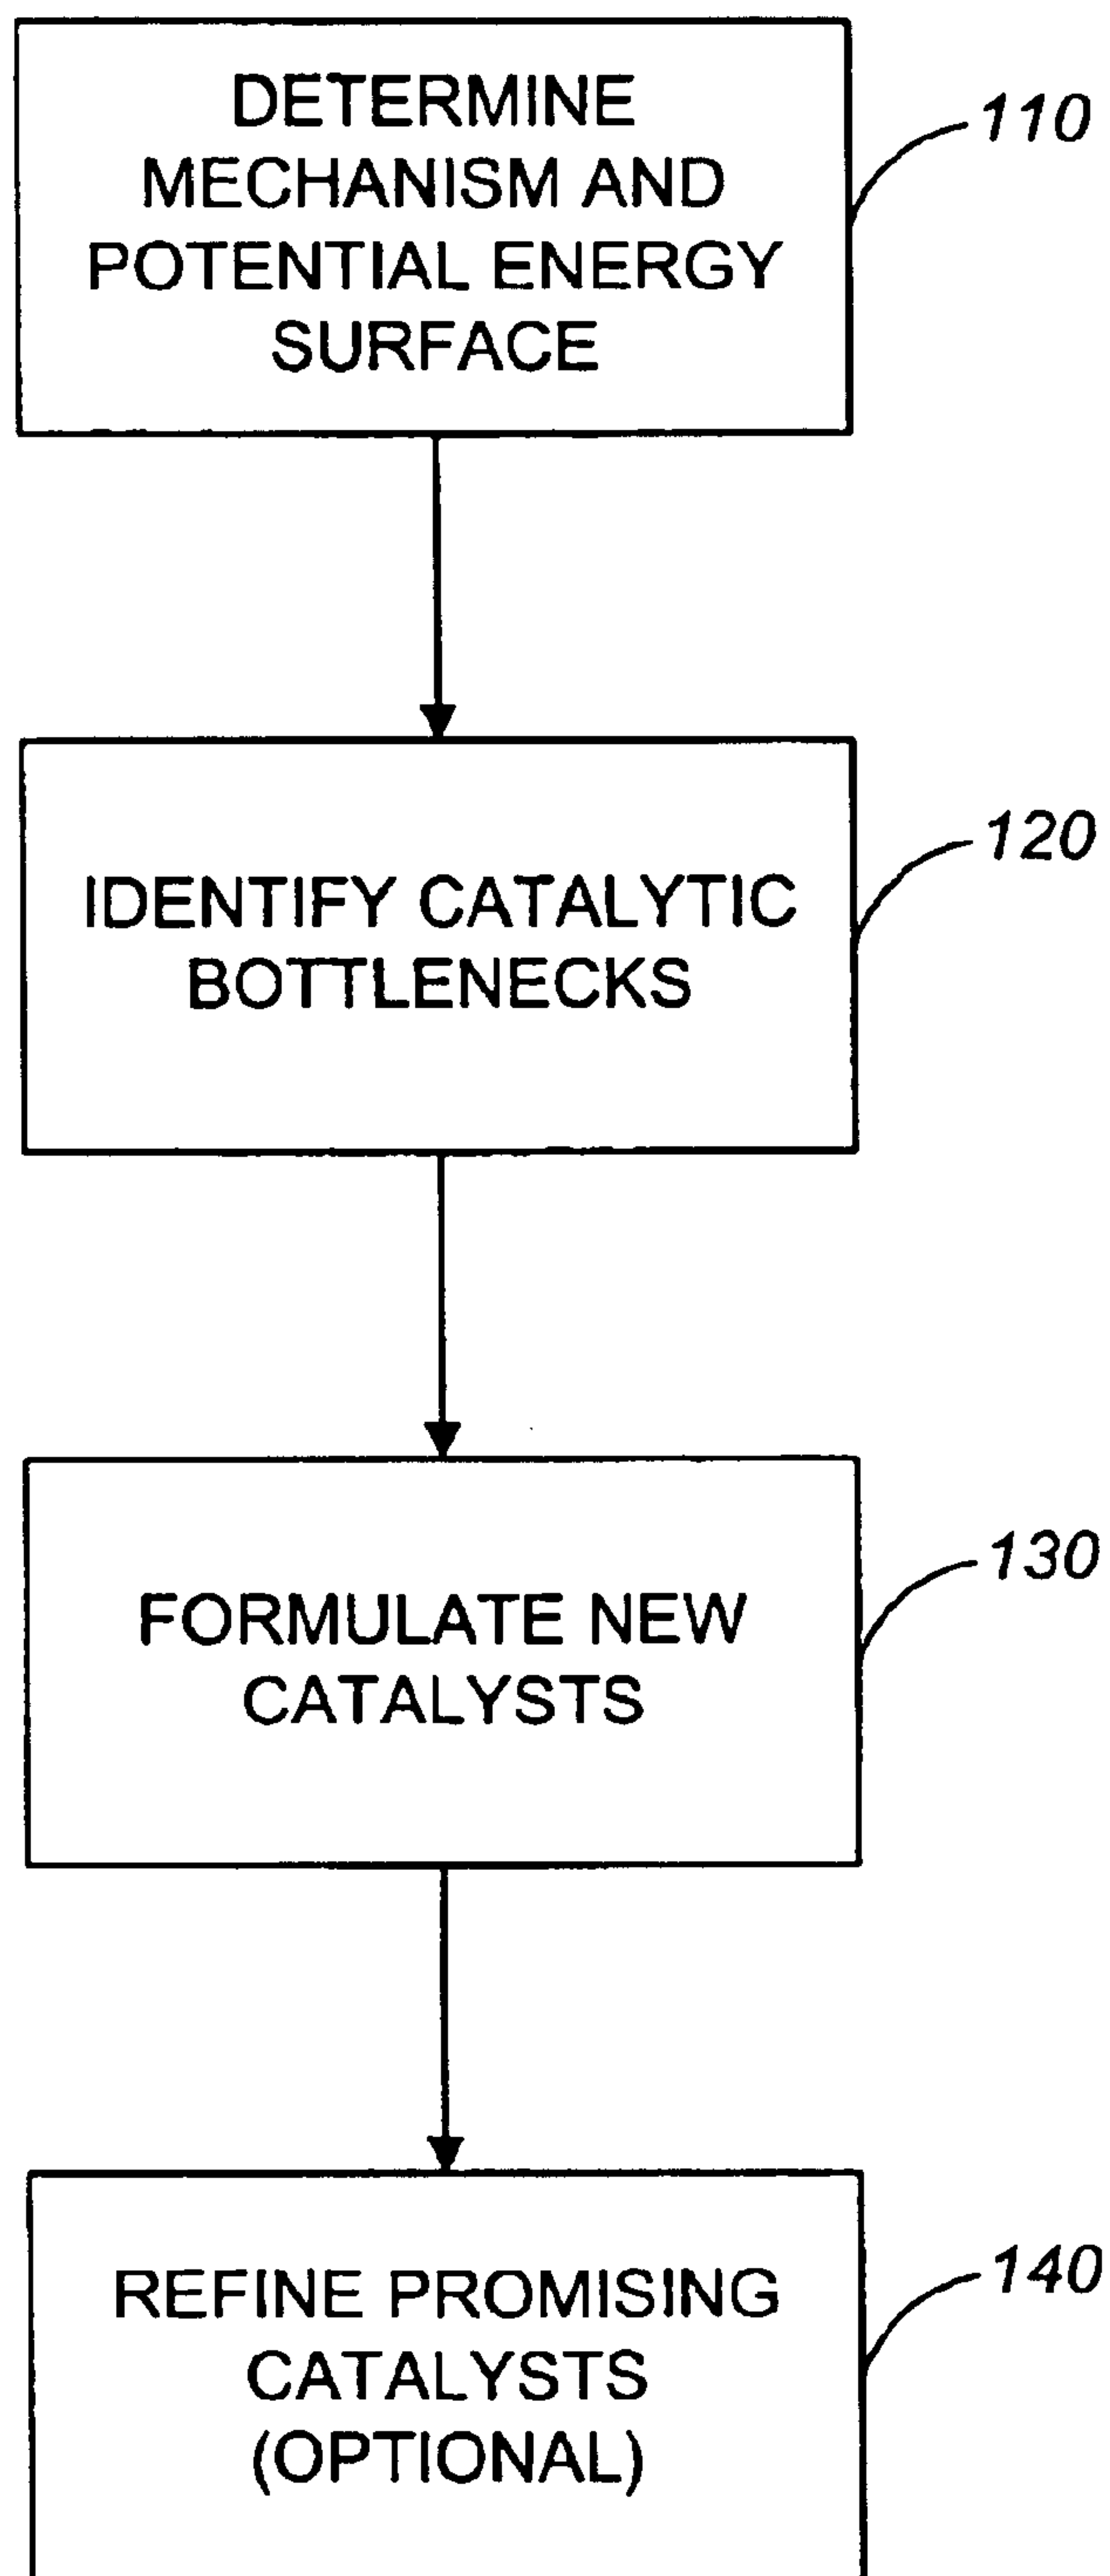 DETERMINE
MECHANISM AND
POTENTIAL ENERGY
SURFACE
110
IDENTIFY CATALYTIC
BOTTLENECKS
120
FORMULATE NEW
CATALYSTS
130
REFINE PROMISING
CATALYSTS
(OPTIONAL)
140